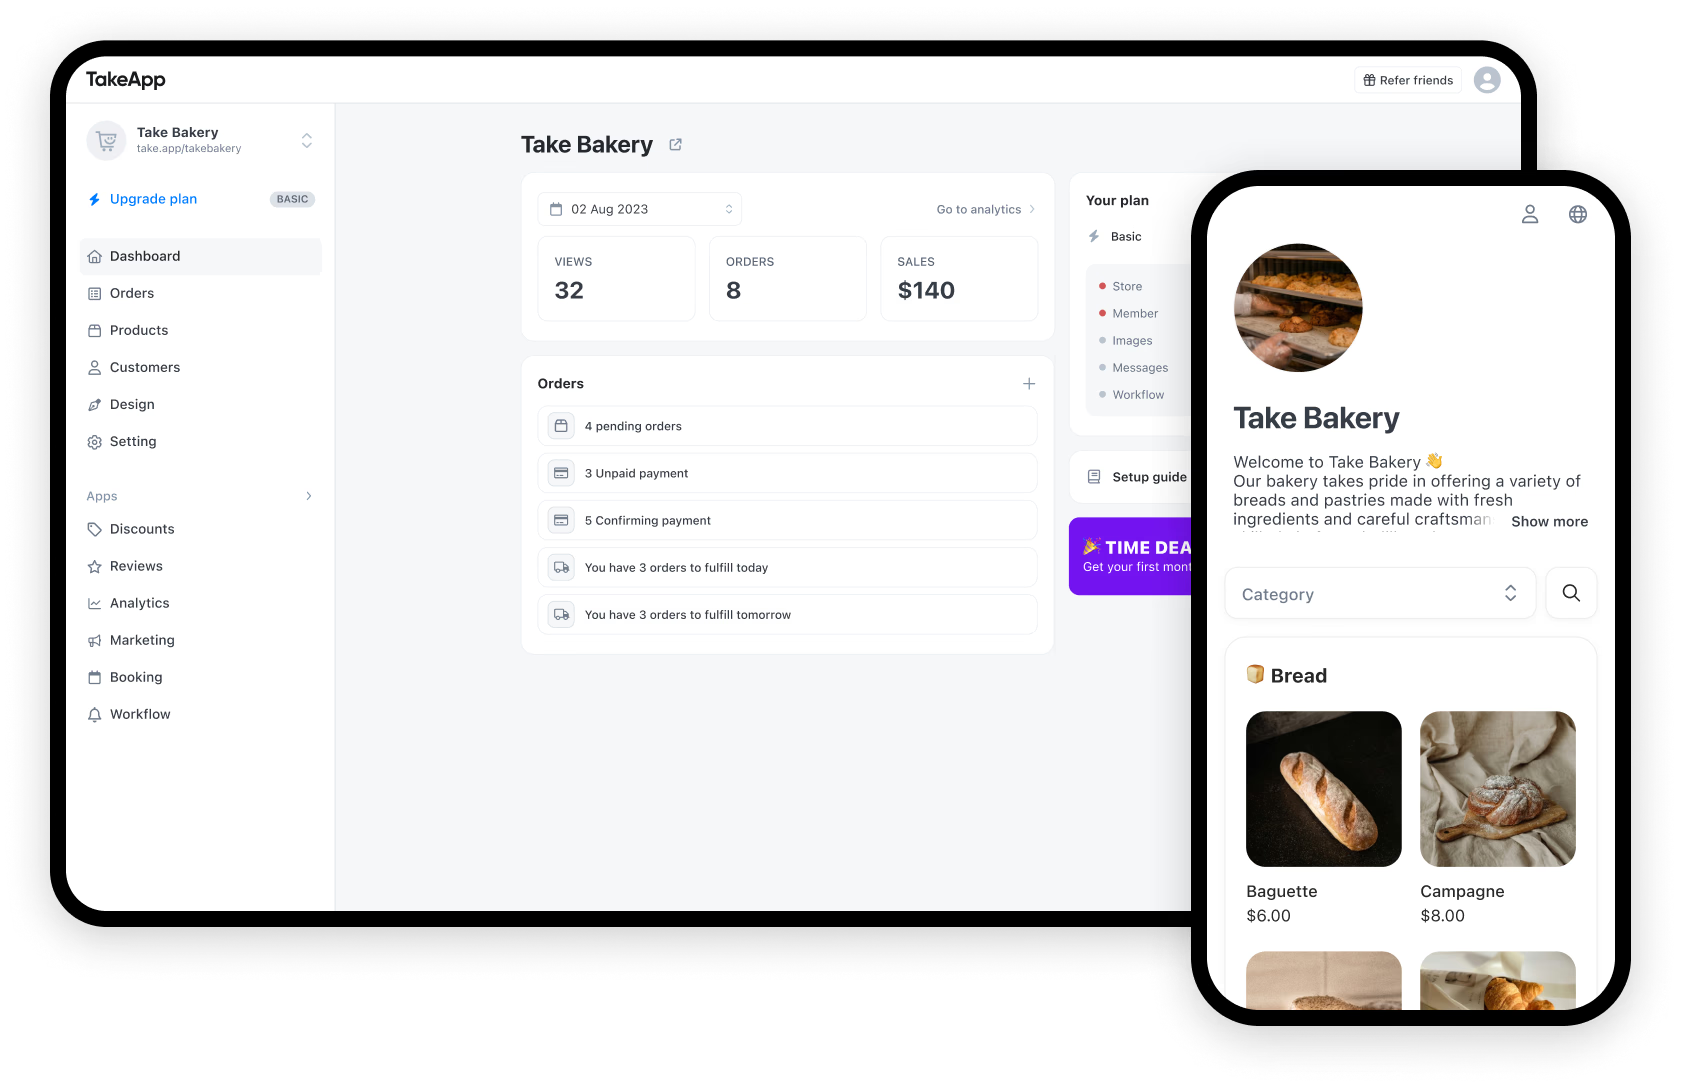 TakeApp
Refer friends
Take Bakery
take.app/takebakery
Upgrade plan
BASIC
Dashboard
Orders
Products
Customers
Design
Setting
Apps
Discounts
Reviews
Analytics
Marketing
Booking
Workflow
Take Bakery
02 Aug 2023
Go to analytics
VIEWS
32
ORDERS
8
SALES
$140
Orders
4 pending orders
3 Unpaid payment
5 Confirming payment
You have 3 orders to fulfill today
You have 3 orders to fulfill tomorrow
Your plan
Basic
Store
Member
Images
Messages
Workflow
Setup guide
🎉 TIME DEA
Get your first mont
Take Bakery
Welcome to Take Bakery 👋
Our bakery takes pride in offering a variety of
breads and pastries made with fresh
ingredients and careful craftsman
Show more
Category
🍞 Bread
Baguette
$6.00
Campagne
$8.00